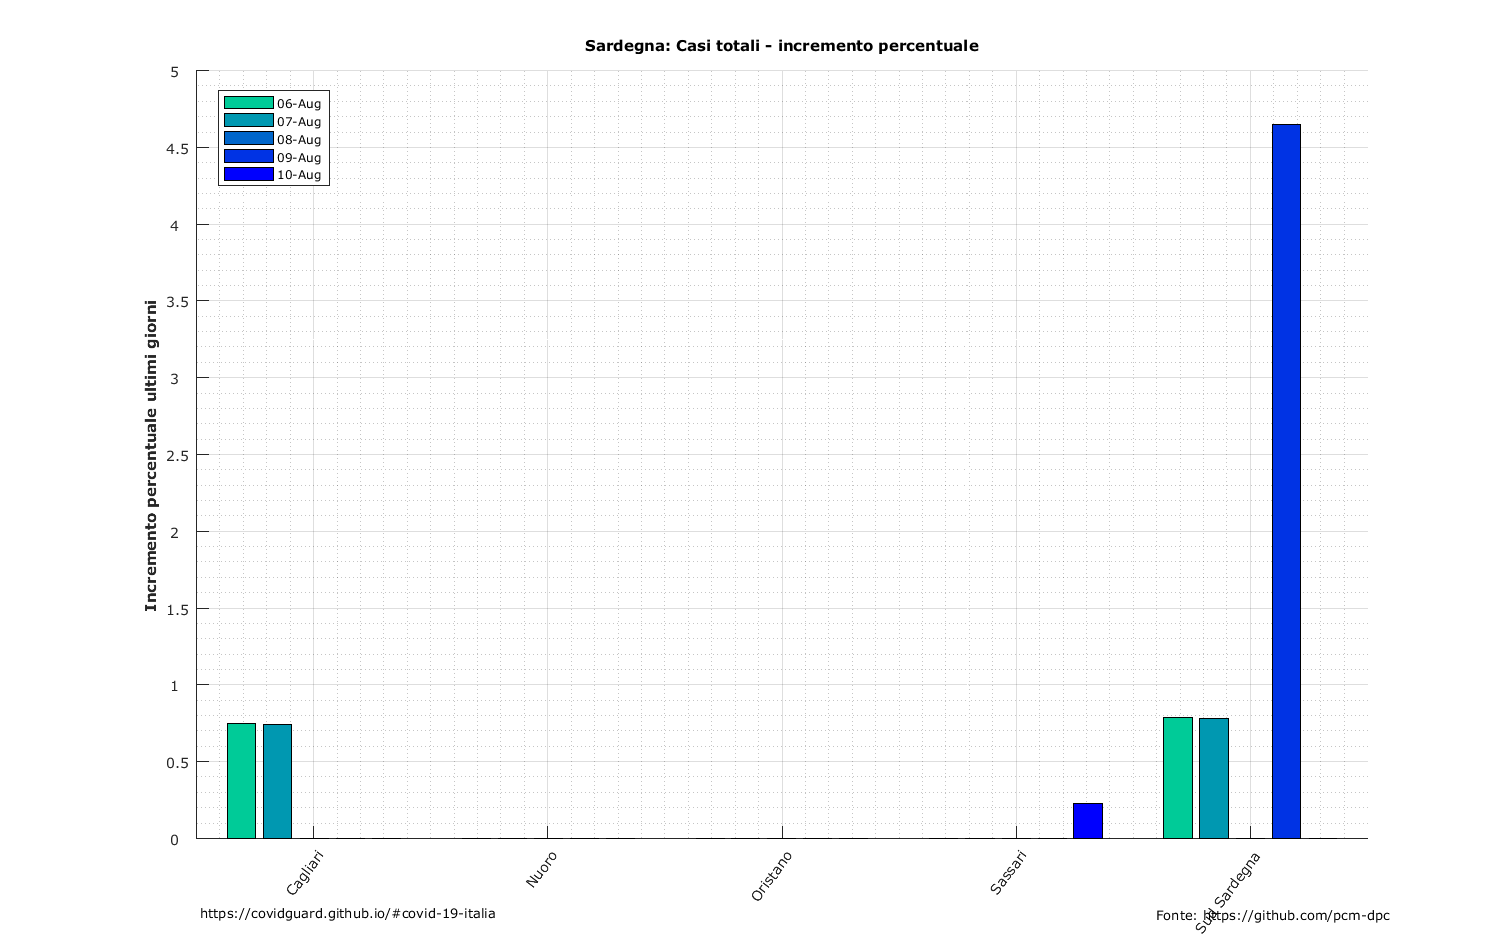 Sardegna: Casi totali - incremento percentuale
5
4.5
4
3.5
3
2.5
2
1.5
1
0.5
0
Incremento percentuale ultimi giorni
06-Aug
07-Aug
08-Aug
09-Aug
10-Aug
Cagliari
Nuoro
Oristano
Sassari
Sud Sardegna
https://covidguard.github.io/#covid-19-italia
Fonte: https://github.com/pcm-dpc